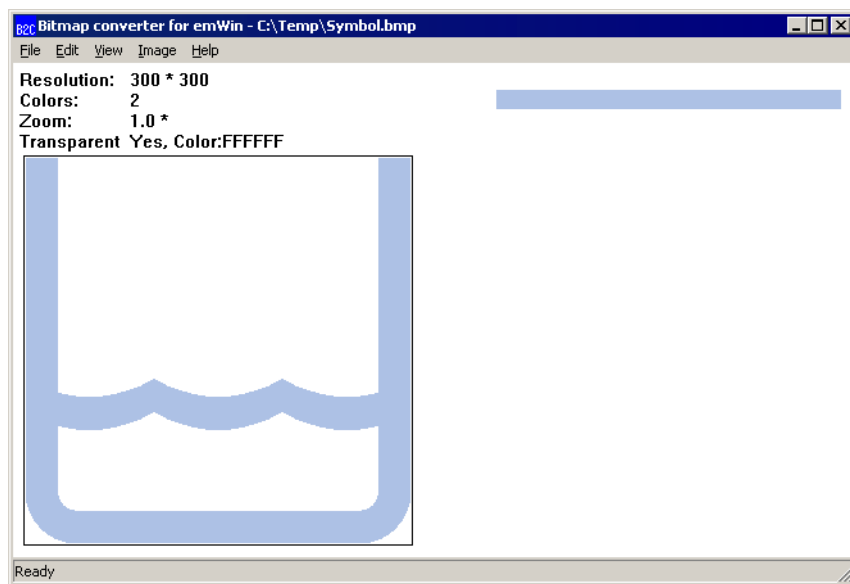 B2C Bitmap converter for emWin - C:\Temp\Symbol.bmp
File Edit View Image Help
Resolution: 300 * 300
Colors: 2
Zoom: 1.0 *
Transparent Yes, Color:FFFFFF
Ready